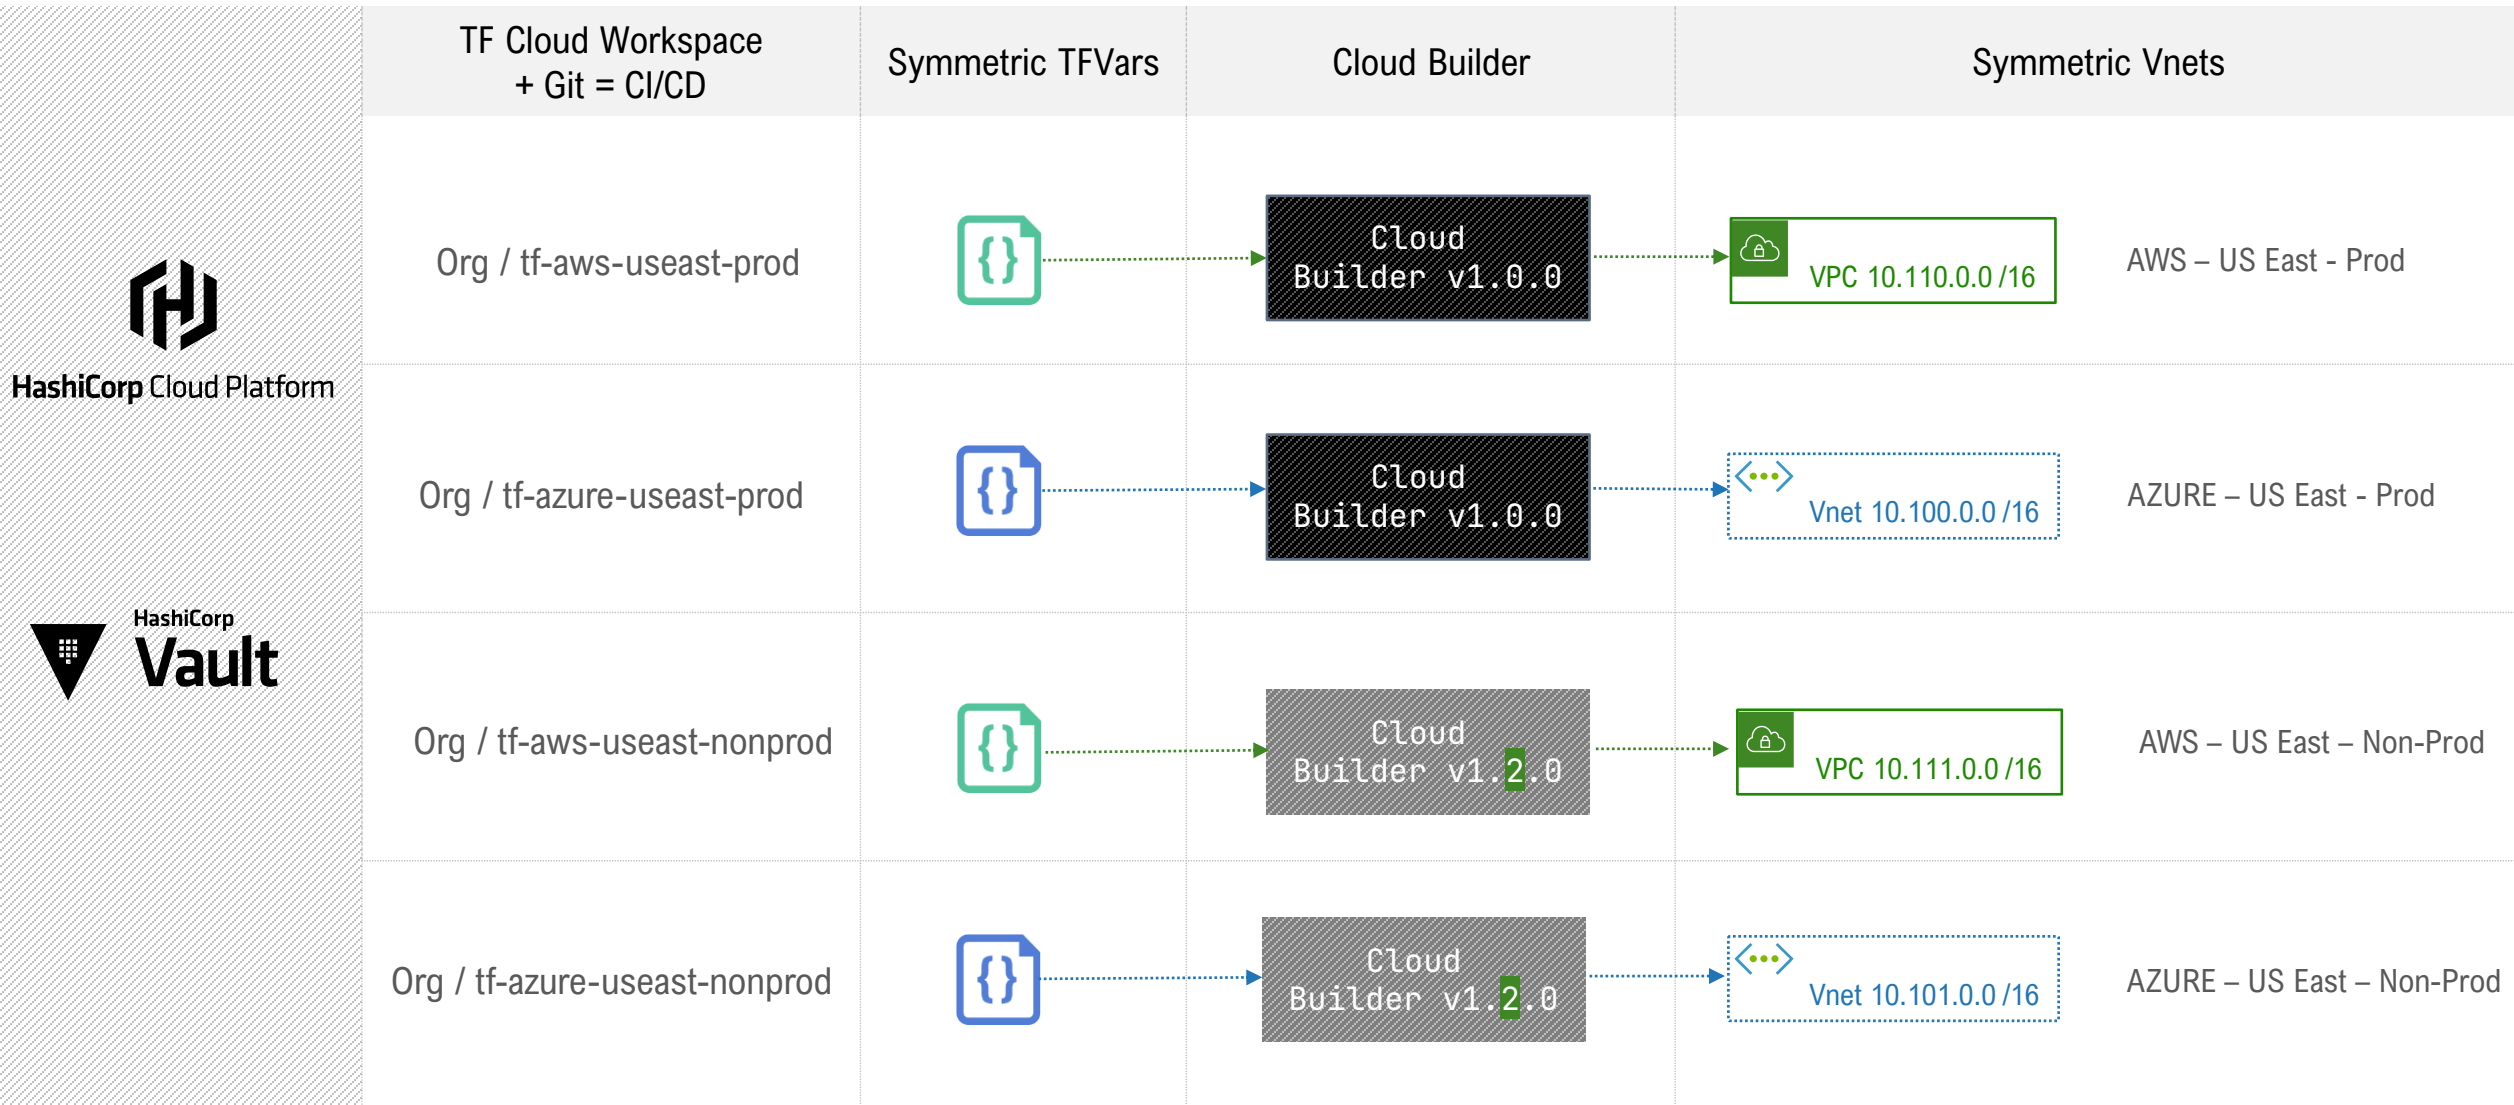 TF Cloud Workspace
+ Git = CI/CD
Symmetric TFVars
Cloud Builder
Symmetric Vnets
HashiCorp Cloud Platform
HashiCorp
Vault
Org / tf-aws-useast-prod
{}
Cloud
Builder v1.0.0
VPC 10.110.0.0 /16
AWS – US East - Prod
Org / tf-azure-useast-prod
{}
Cloud
Builder v1.0.0
Vnet 10.100.0.0 /16
AZURE – US East - Prod
Org / tf-aws-useast-nonprod
{}
Cloud
Builder v1.2.0
VPC 10.111.0.0 /16
AWS – US East – Non-Prod
Org / tf-azure-useast-nonprod
{}
Cloud
Builder v1.2.0
Vnet 10.101.0.0 /16
AZURE – US East – Non-Prod